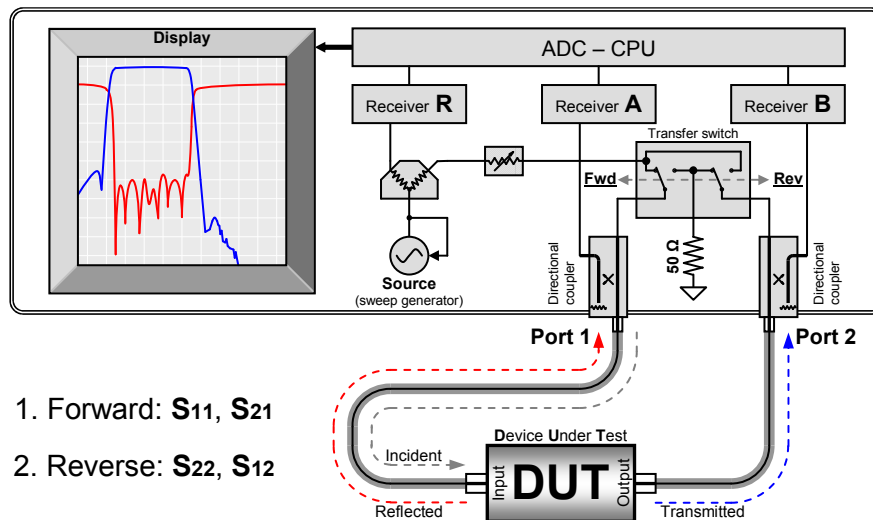 Display
ADC – CPU
Receiver R
Receiver A
Receiver B
Transfer switch
Fwd
Rev
50 Ω
Source
(sweep generator)
Directional
coupler
Directional
coupler
Port 1
Port 2
1. Forward: S11, S21
2. Reverse: S22, S12
Device Under Test
Incident
Input
DUT
Output
Reflected
Transmitted